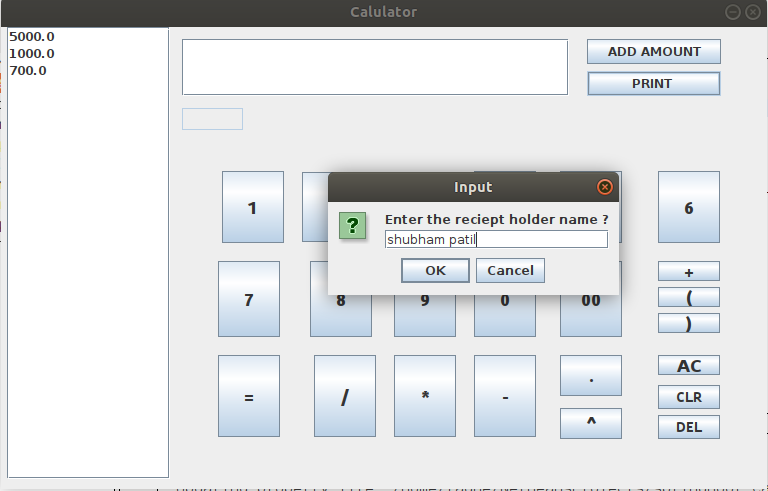 Calulator
5000.0
1000.0
700.0
ADD AMOUNT
PRINT
Input
?
Enter the reciept holder name ?
shubham patil
OK
Cancel
1
6
7
8
9
0
00
+
(
)
=
/
*
-
.
^
AC
CLR
DEL